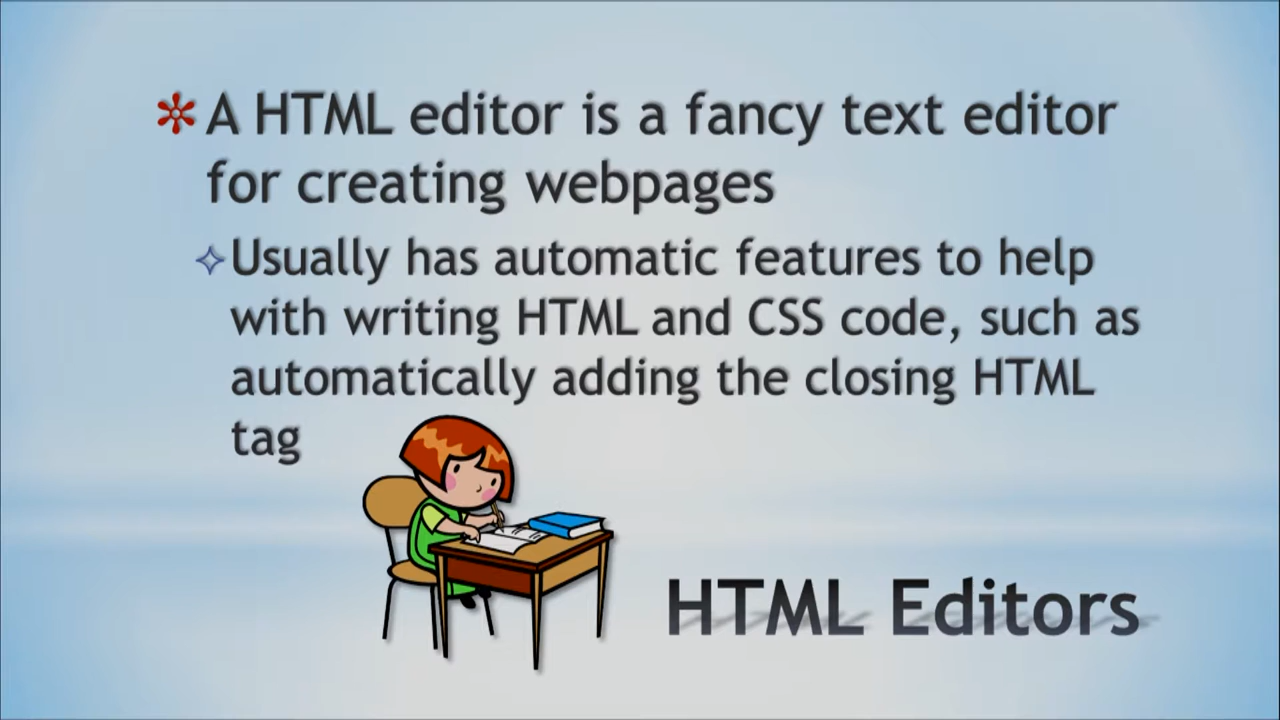 A HTML editor is a fancy text editor
for creating webpages
Usually has automatic features to help
with writing HTML and CSS code, such as
automatically adding the closing HTML
tag
HTML Editors